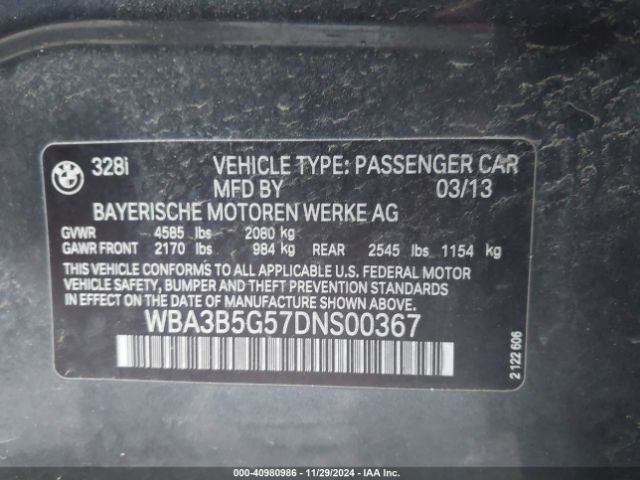 328i VEHICLE TYPE: PASSENGER CAR
MFD BY 03/13
BAYERISCHE MOTOREN WERKE AG
GVWR 4585 lbs 2080 kg
GAWR FRONT 2170 lbs 984 kg REAR 2545 lbs 1154 kg
THIS VEHICLE CONFORMS TO ALL APPLICABLE U.S. FEDERAL MOTOR
VEHICLE SAFETY, BUMPER AND THEFT PREVENTION STANDARDS
IN EFFECT ON THE DATE OF MANUFACTURE SHOWN ABOVE.
WBA3B5G57DNS00367
2 122 606
000-40980986 - 11/29/2024 - IAA Inc.